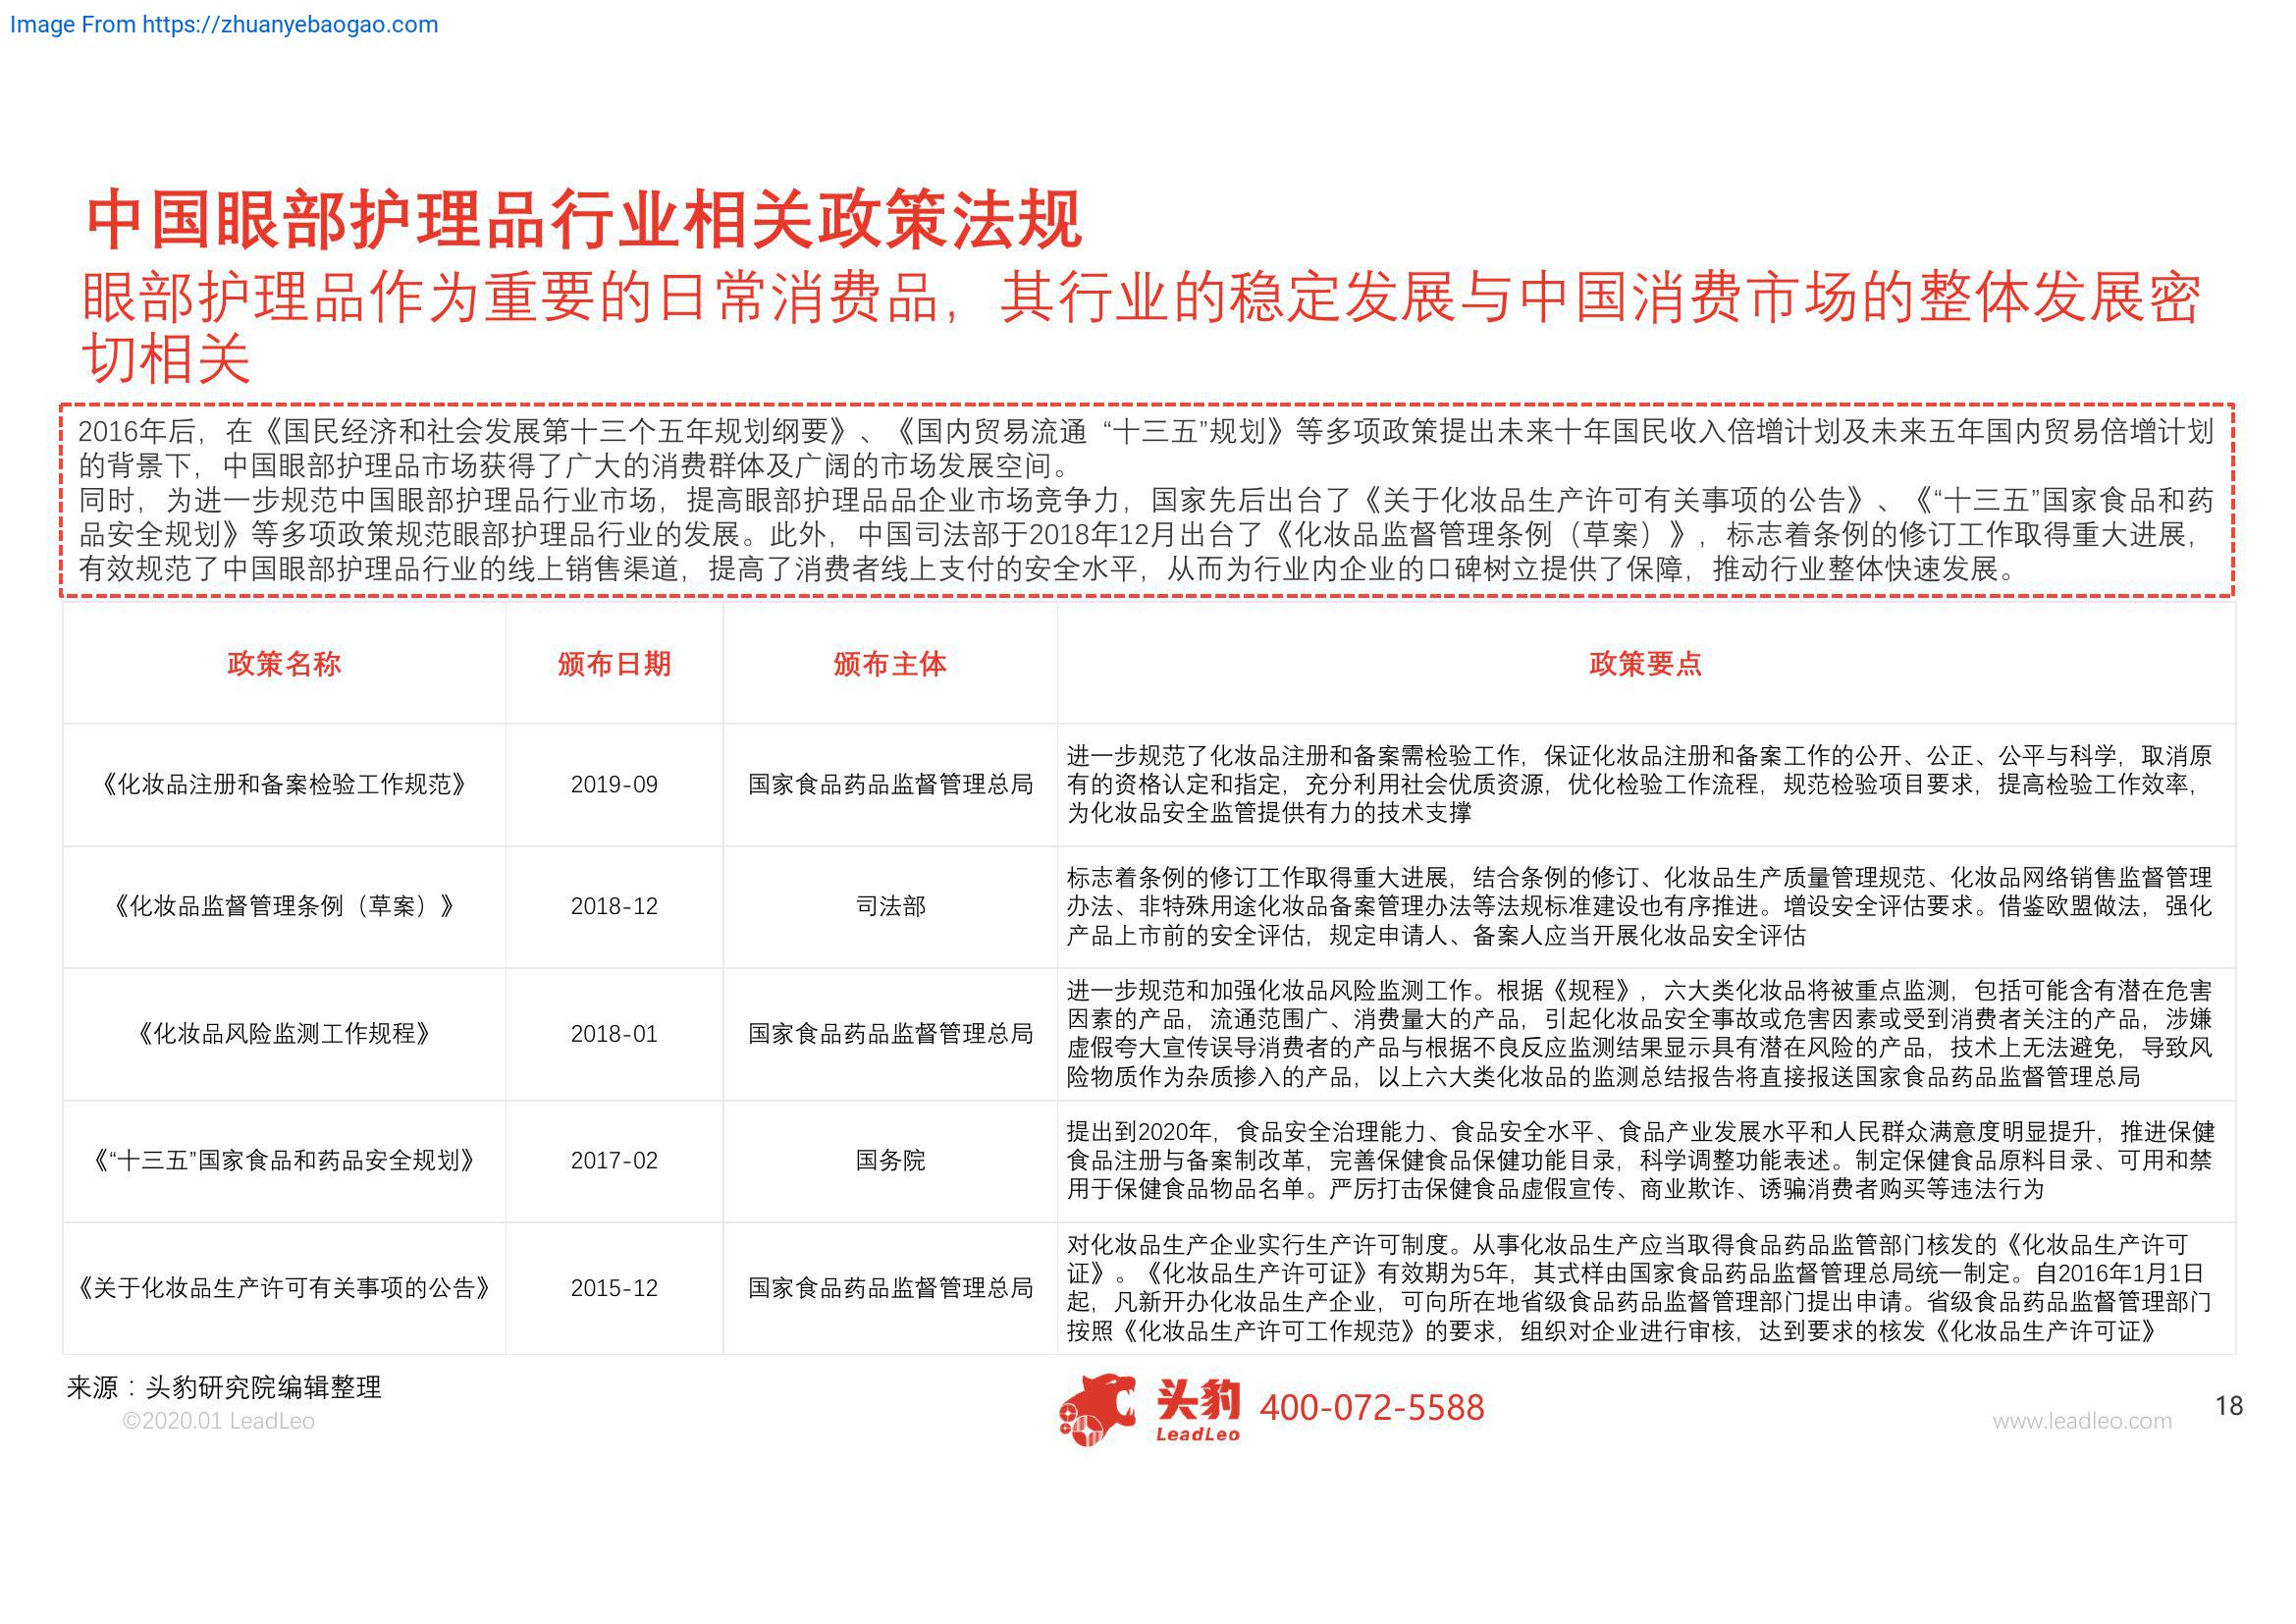 Image From https://zhuanyebaogao.com
中国眼部护理品行业相关政策法规
眼部护理品作为重要的日常消费品，其行业的稳定发展与中国消费市场的整体发展密
切相关
2016年后，在《国民经济和社会发展第十三个五年规划纲要》、《国内贸易流通 “十三五”规划》等多项政策提出未来十年国民收入倍增计划及未来五年国内贸易倍增计划
的背景下，中国眼部护理品市场获得了广大的消费群体及广阔的市场发展空间。
同时，为进一步规范中国眼部护理品行业市场，提高眼部护理品品企业市场竞争力，国家先后出台了《关于化妆品生产许可有关事项的公告》、《“十三五”国家食品和药
品安全规划》等多项政策规范眼部护理品行业的发展。此外，中国司法部于2018年12月出台了《化妆品监督管理条例（草案）》，标志着条例的修订工作取得重大进展，
有效规范了中国眼部护理品行业的线上销售渠道，提高了消费者线上支付的安全水平，从而为行业内企业的口碑树立提供了保障，推动行业整体快速发展。
政策名称 颁布日期 颁布主体 政策要点
《化妆品注册和备案检验工作规范》 2019-09 国家食品药品监督管理总局
进一步规范了化妆品注册和备案需检验工作，保证化妆品注册和备案工作的公开、公正、公平与科学，取消原
有的资格认定和指定，充分利用社会优质资源，优化检验工作流程，规范检验项目要求，提高检验工作效率，
为化妆品安全监管提供有力的技术支撑
《化妆品监督管理条例（草案）》 2018-12 司法部
标志着条例的修订工作取得重大进展，结合条例的修订、化妆品生产质量管理规范、化妆品网络销售监督管理
办法、非特殊用途化妆品备案管理办法等法规标准建设也有序推进。增设安全评估要求。借鉴欧盟做法，强化
产品上市前的安全评估，规定申请人、备案人应当开展化妆品安全评估
《化妆品风险监测工作规程》 2018-01 国家食品药品监督管理总局
进一步规范和加强化妆品风险监测工作。根据《规程》，六大类化妆品将被重点监测，包括可能含有潜在危害
因素的产品，流通范围广、消费量大的产品，引起化妆品安全事故或危害因素或受到消费者关注的产品，涉嫌
虚假夸大宣传误导消费者的产品与根据不良反应监测结果显示具有潜在风险的产品，技术上无法避免，导致风
险物质作为杂质掺入的产品，以上六大类化妆品的监测总结报告将直接报送国家食品药品监督管理总局
《“十三五”国家食品和药品安全规划》 2017-02 国务院
提出到2020年，食品安全治理能力、食品安全水平、食品产业发展水平和人民群众满意度明显提升，推进保健
食品注册与备案制改革，完善保健食品保健功能目录，科学调整功能表述。制定保健食品原料目录、可用和禁
用于保健食品物品名单。严厉打击保健食品虚假宣传、商业欺诈、诱骗消费者购买等违法行为
《关于化妆品生产许可有关事项的公告》 2015-12 国家食品药品监督管理总局
对化妆品生产企业实行生产许可制度。从事化妆品生产应当取得食品药品监管部门核发的《化妆品生产许可
证》。《化妆品生产许可证》有效期为5年，其式样由国家食品药品监督管理总局统一制定。自2016年1月1日
起，凡新开办化妆品生产企业，可向所在地省级食品药品监督管理部门提出申请。省级食品药品监督管理部门
按照《化妆品生产许可工作规范》的要求，组织对企业进行审核，达到要求的核发《化妆品生产许可证》
来源：头豹研究院编辑整理
©2020.01 LeadLeo
头豹
LeadLeo
400-072-5588
www.leadleo.com
18